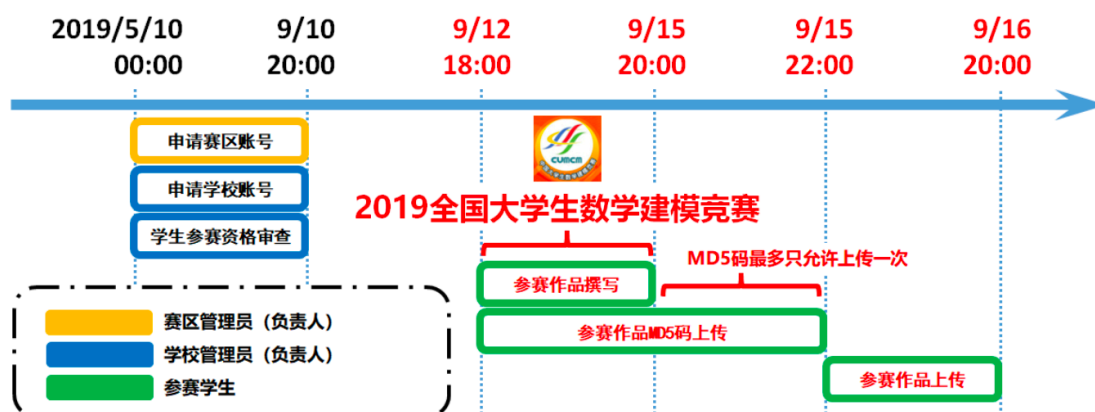 2019/5/10 9/10 9/12 9/15 9/15 9/16
00:00 20:00 18:00 20:00 22:00 20:00
申请赛区账号
CUMCM
申请学校账号
2019全国大学生数学建模竞赛
学生参赛资格审查
MD5码最多只允许上传一次
参赛作品撰写
赛区管理员（负责人）
参赛作品MD5码上传
学校管理员（负责人）
参赛学生
参赛作品上传